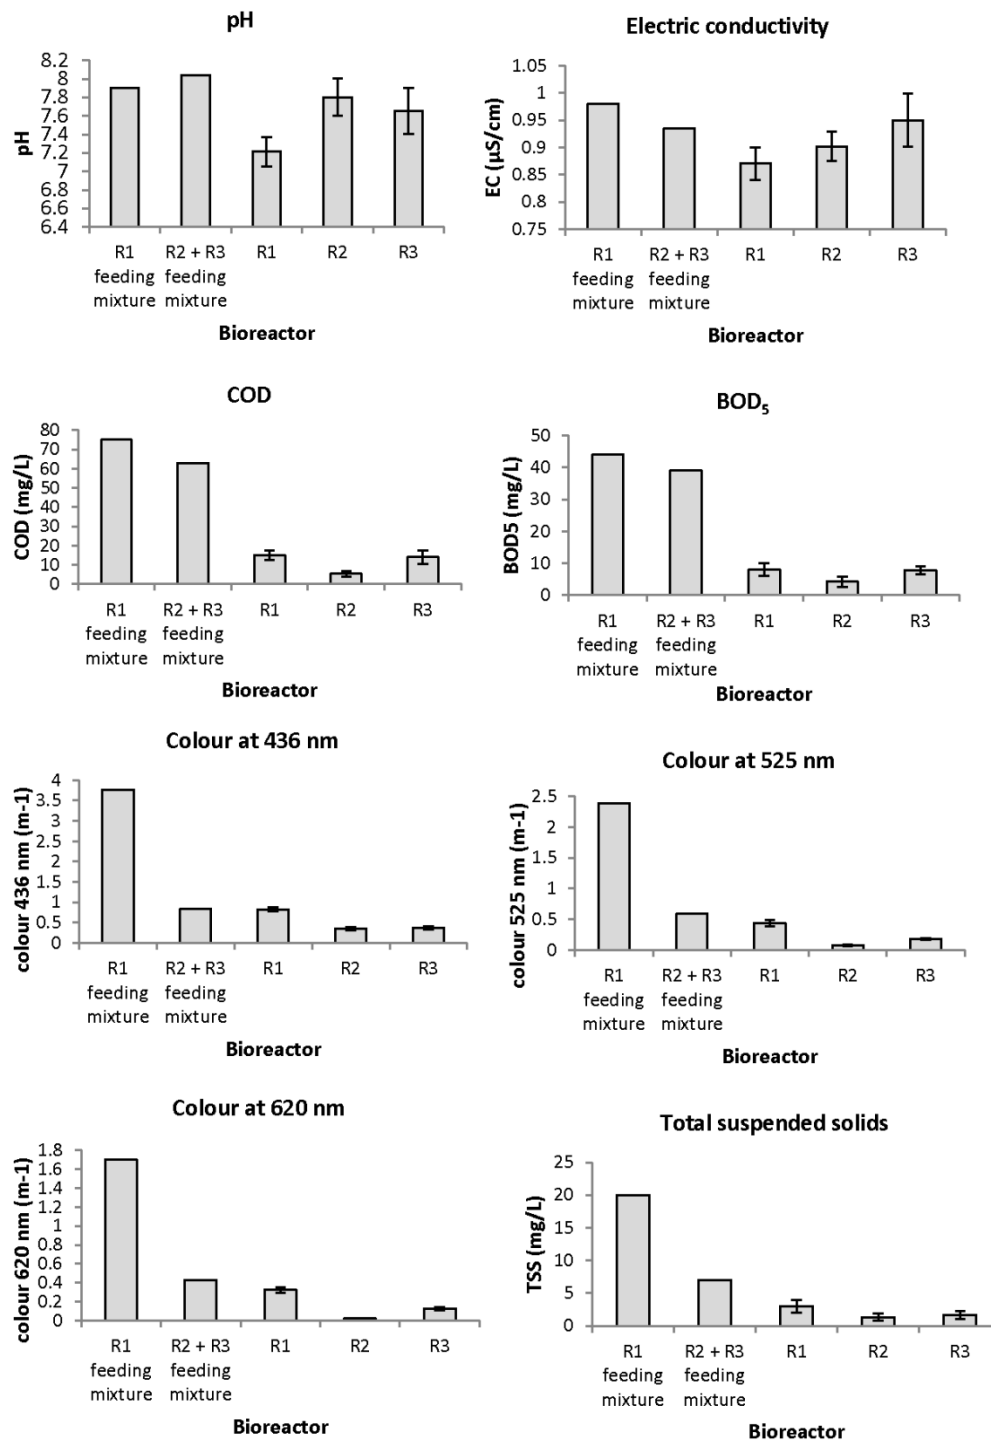 pH
8.2
8
7.8
7.6
7.4
7.2
7
6.8
6.6
6.4
pH
R1 R2 + R3 R1 R2 R3
feeding feeding
mixture mixture
Bioreactor
Electric conductivity
1.05
1
0.95
0.9
0.85
0.8
0.75
EC (µS/cm)
R1 R2 + R3 R1 R2 R3
feeding feeding
mixture mixture
Bioreactor
COD
80
70
60
50
40
30
20
10
0
COD (mg/L)
R1 R2 + R3 R1 R2 R3
feeding feeding
mixture mixture
Bioreactor
BOD₅
50
40
30
20
10
0
BOD5 (mg/L)
R1 R2 + R3 R1 R2 R3
feeding feeding
mixture mixture
Bioreactor
Colour at 436 nm
4
3.5
3
2.5
2
1.5
1
0.5
0
colour 436 nm (m-1)
R1 R2 + R3 R1 R2 R3
feeding feeding
mixture mixture
Bioreactor
Colour at 525 nm
2.5
2
1.5
1
0.5
0
colour 525 nm (m-1)
R1 R2 + R3 R1 R2 R3
feeding feeding
mixture mixture
Bioreactor
Colour at 620 nm
1.8
1.6
1.4
1.2
1
0.8
0.6
0.4
0.2
0
colour 620 nm (m-1)
R1 R2 + R3 R1 R2 R3
feeding feeding
mixture mixture
Bioreactor
Total suspended solids
25
20
15
10
5
0
TSS (mg/L)
R1 R2 + R3 R1 R2 R3
feeding feeding
mixture mixture
Bioreactor